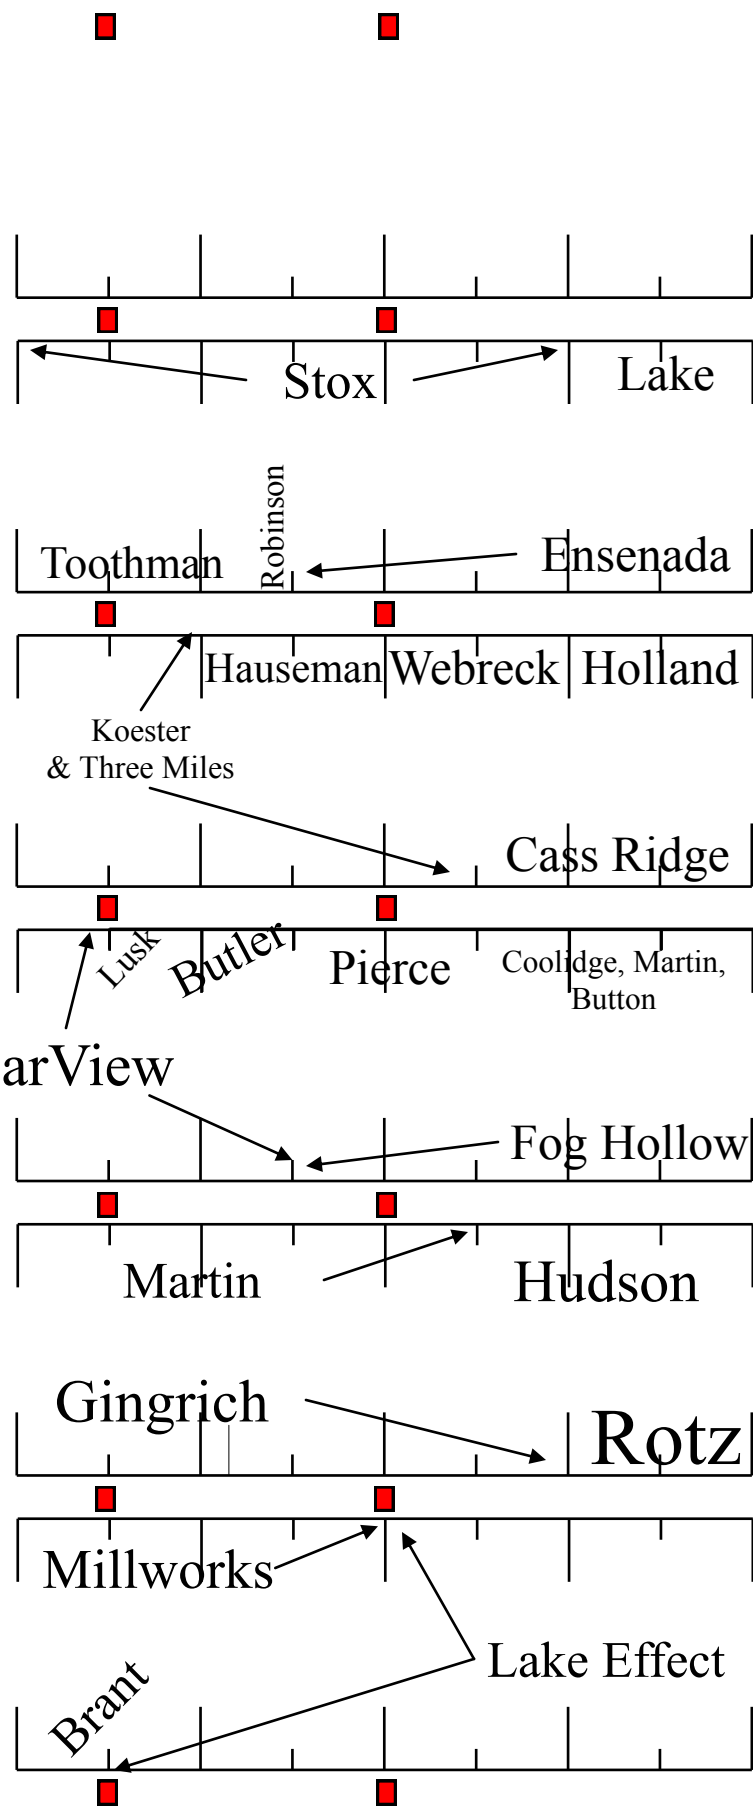 Stox
Lake
Robinson
Toothman
Ensenada
Hauseman
Webreck
Holland
Koester
& Three Miles
Cass Ridge
Lusk
Butler
Pierce
Coolidge, Martin,
Button
arView
Fog Hollow
Martin
Hudson
Gingrich
Rotz
Millworks
Lake Effect
Brant